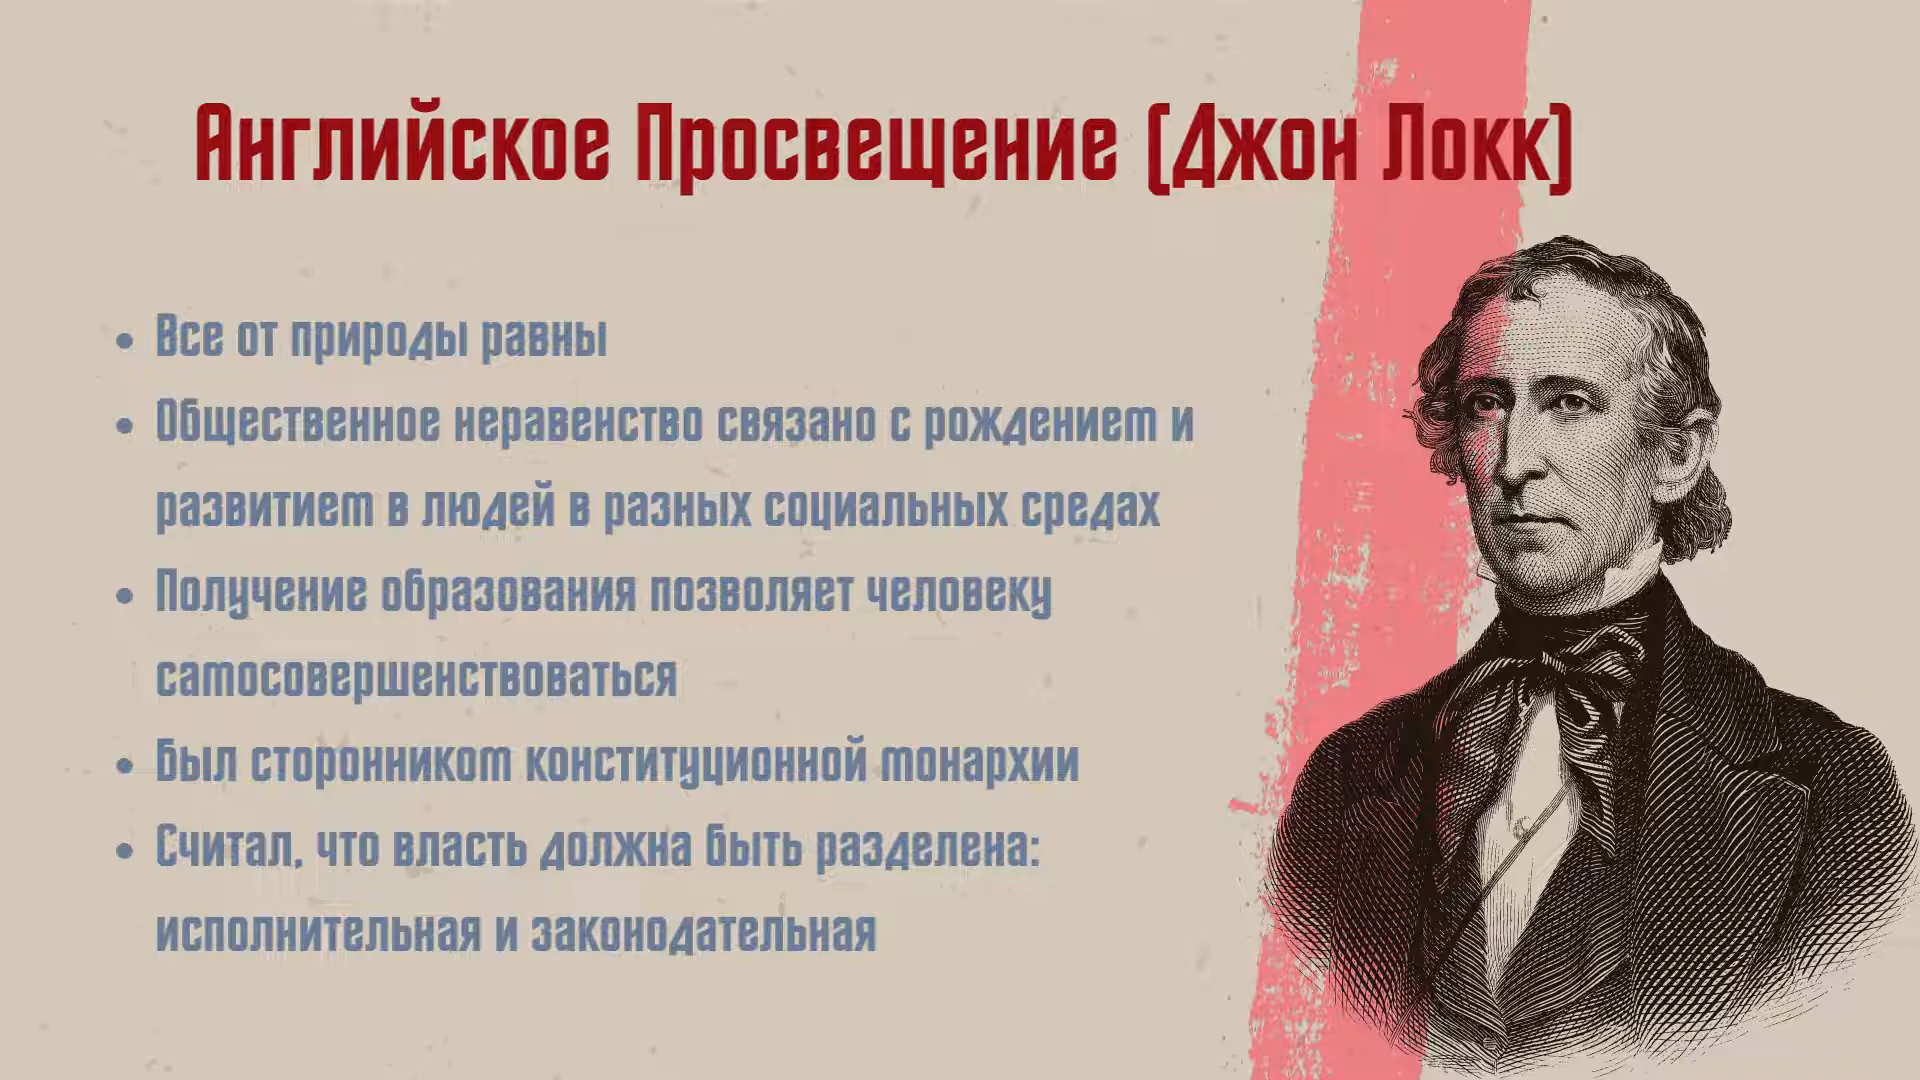 Английское Просвещение (Джон Локк)
• Все от природы равны
• Общественное неравенство связано с рождением и
развитием в людей в разных социальных средах
• Получение образования позволяет человеку
самосовершенствоваться
• Был сторонником конституционной монархии
• Считал, что власть должна быть разделена:
исполнительная и законодательная